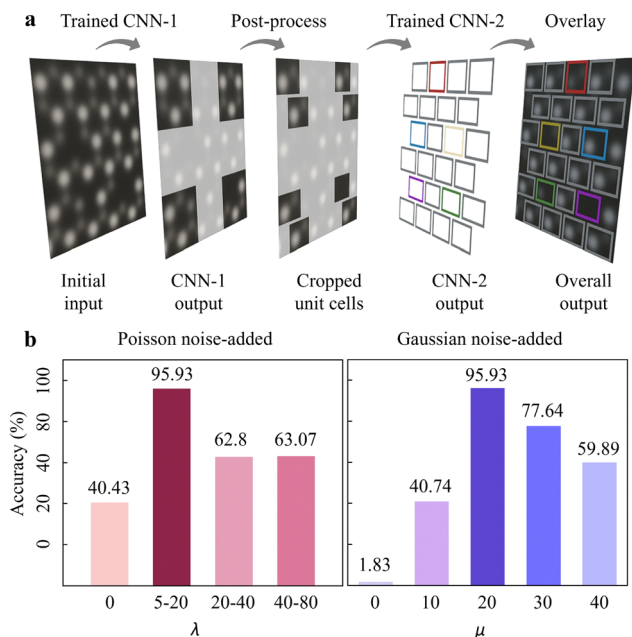 a
Trained CNN-1 Post-process Trained CNN-2 Overlay
Initial input
CNN-1 output
Cropped unit cells
CNN-2 output
Overall output
b
Poisson noise-added Gaussian noise-added
Accuracy (%)
100
80
40
20
0
40.43
95.93
62.8
63.07
0 5-20 20-40 40-80
λ
1.83
40.74
95.93
77.64
59.89
0 10 20 30 40
μ